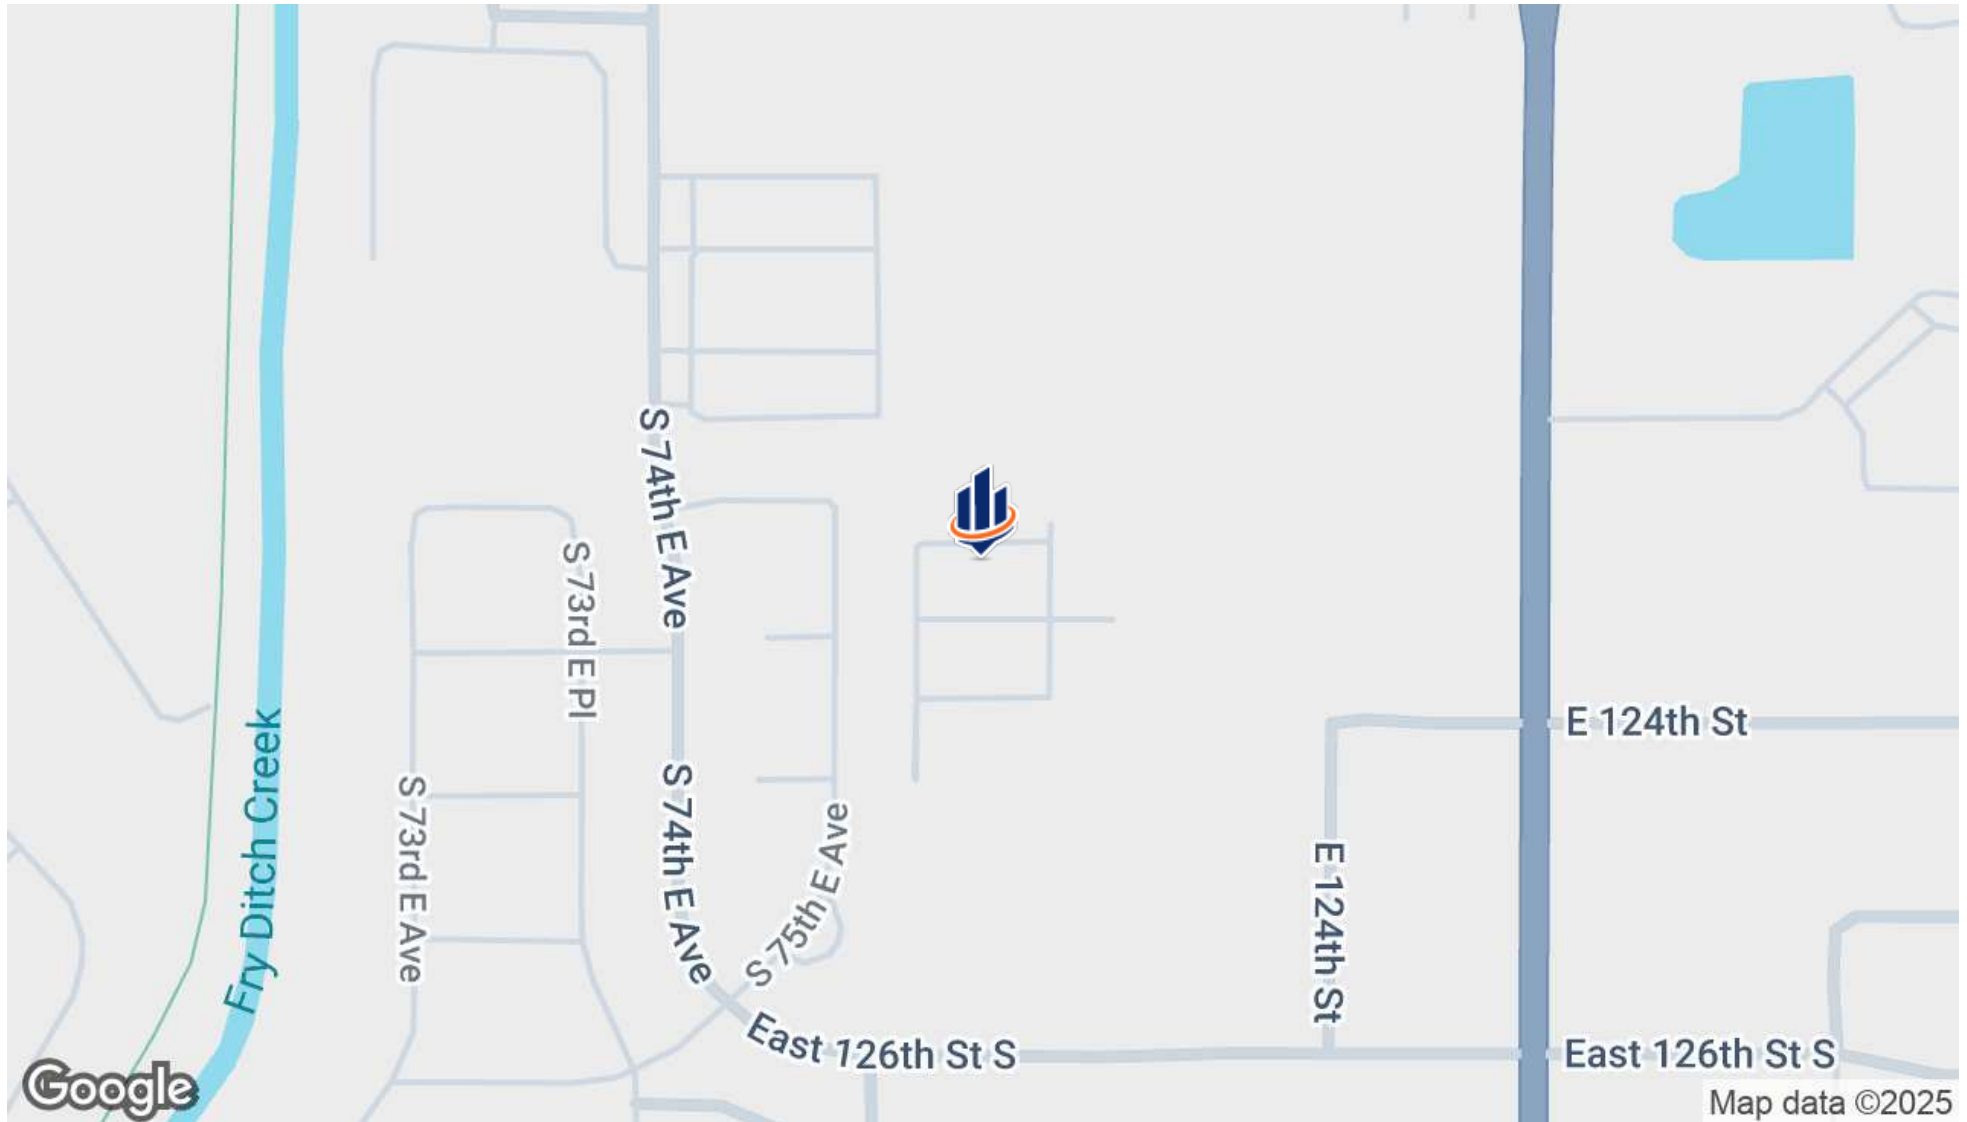 S 74th E Ave
S 73rd E Pl
Fry Ditch Creek
E 124th St
S 73rd E Ave
S 74th E Ave
S 75th E Ave
E 124th St
East 126th St S
East 126th St S
Google
Map data ©2025